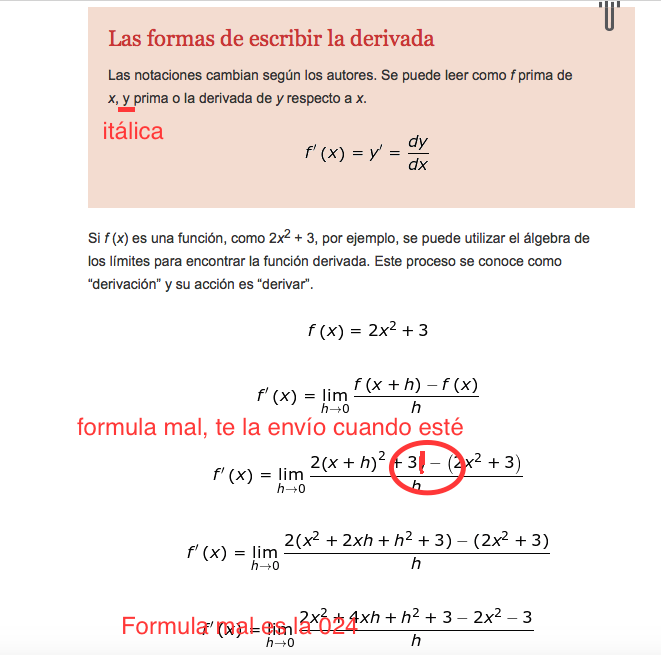 Las formas de escribir la derivada
Las notaciones cambian según los autores. Se puede leer como f prima de
x, y prima o la derivada de y respecto a x.
itálica
f′ (x) = y′ = dy/dx
Si f (x) es una función, como 2x² + 3, por ejemplo, se puede utilizar el álgebra de
los límites para encontrar la función derivada. Este proceso se conoce como
“derivación” y su acción es “derivar”.
f (x) = 2x² + 3
f′ (x) = lim h→0 f (x + h) − f (x) / h
formula mal, te la envío cuando esté
f′ (x) = lim h→0 2(x + h)² + 3) − (2x² + 3) / h
f′ (x) = lim h→0 2(x² + 2xh + h² + 3) − (2x² + 3) / h
Formula mal es la 024
f′ (x) = lim h→0 2x² + 4xh + h² + 3 − 2x² − 3 / h